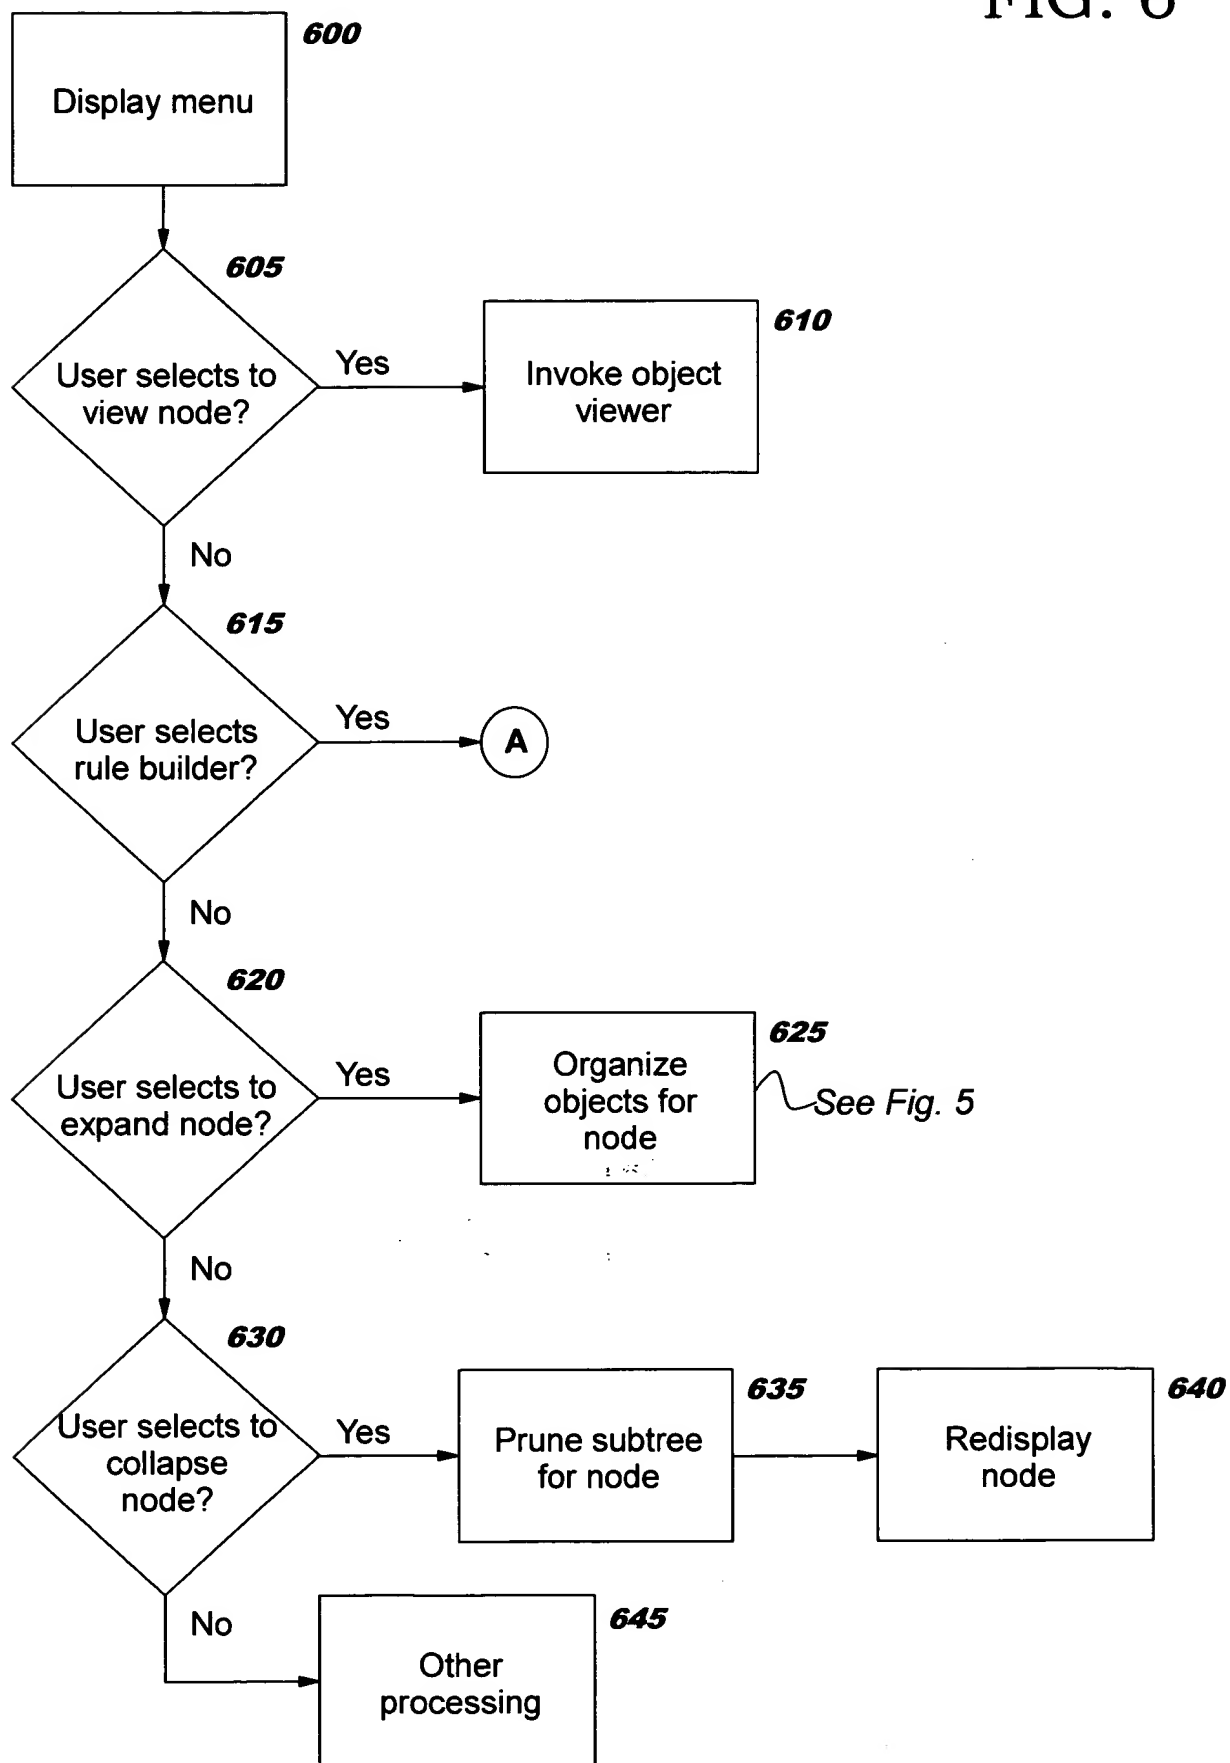 FIG. 6
600
Display menu
605
User selects to
view node?
Yes
610
Invoke object
viewer
No
615
User selects
rule builder?
Yes
A
No
620
User selects to
expand node?
Yes
625
Organize
objects for
node
See Fig. 5
No
630
User selects to
collapse
node?
Yes
635
Prune subtree
for node
640
Redisplay
node
No
645
Other
processing